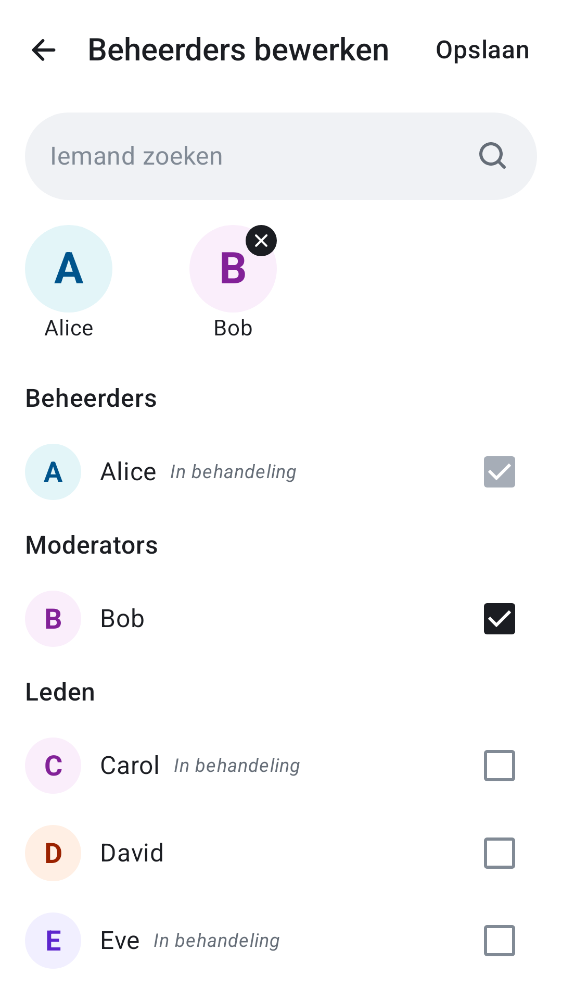 Beheerders bewerken Opslaan
Iemand zoeken
A B
Alice Bob
Beheerders
A Alice In behandeling
Moderators
B Bob
Leden
C Carol In behandeling
D David
E Eve In behandeling